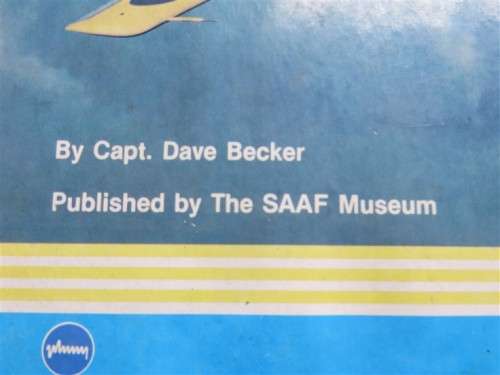 By Capt. Dave Becker
Published by The SAAF Museum